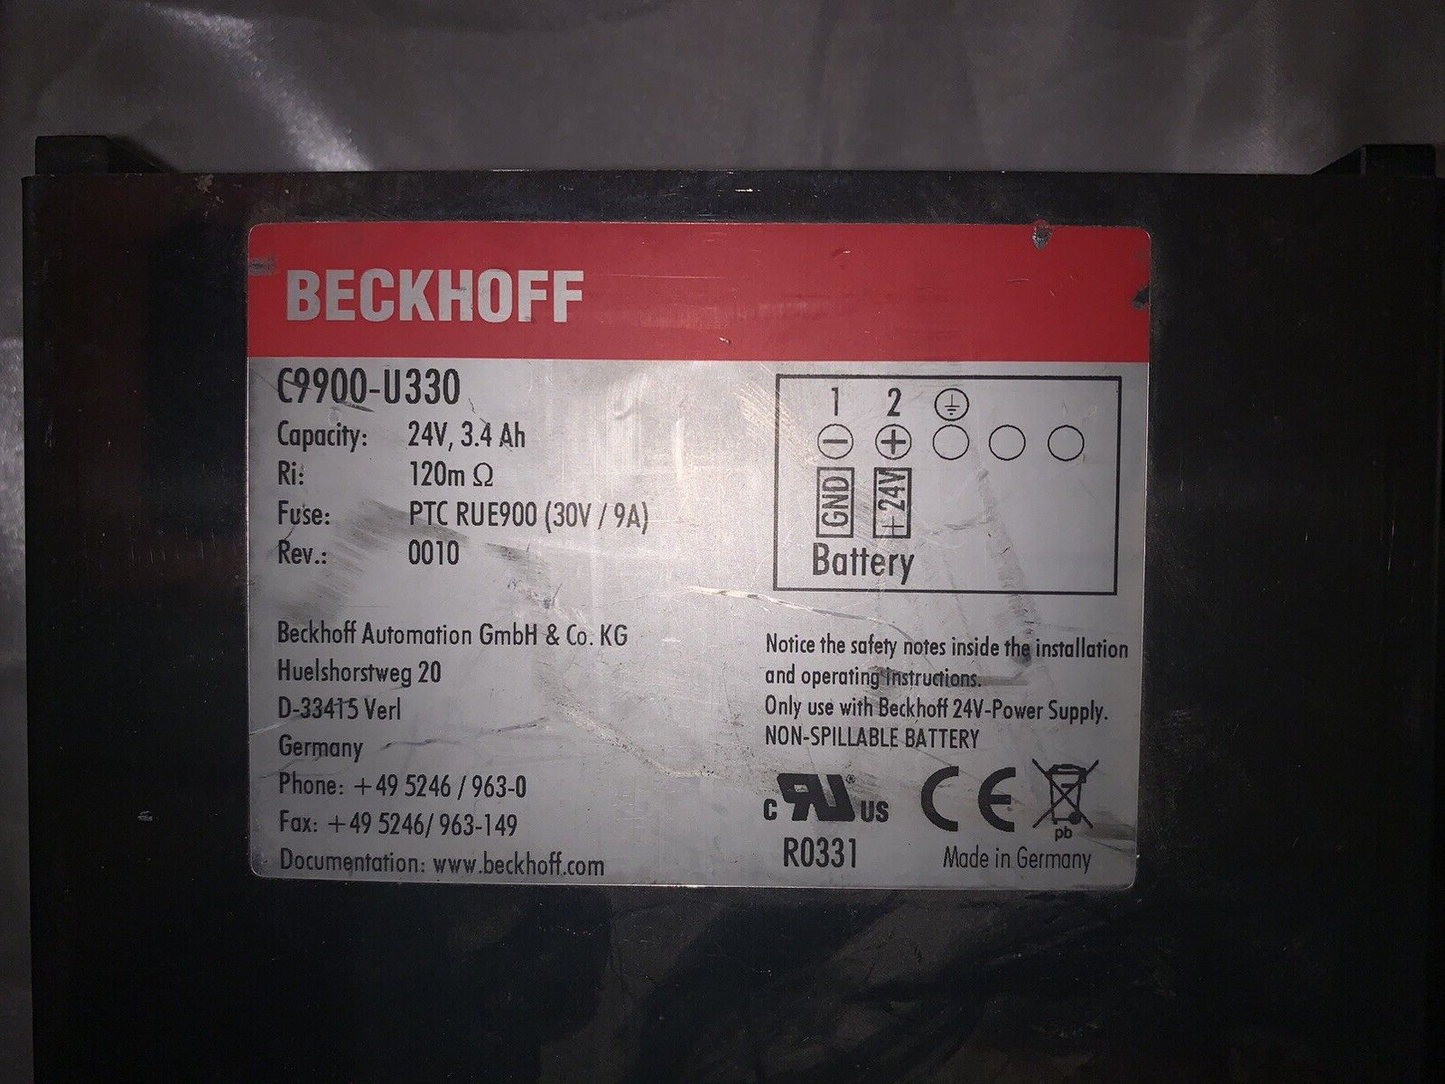 BECKHOFF
C9900-U330
Capacity: 24V, 3.4 Ah
Ri: 120m Ω
Fuse: PTC RUE900 (30V / 9A)
Rev.: 0010
Beckhoff Automation GmbH & Co. KG
Huelshorstweg 20
D-33415 Verl
Germany
Phone: +49 5246 / 963-0
Fax: +49 5246/ 963-149
Documentation: www.beckhoff.com
1 2
GND +24V
Battery
Notice the safety notes inside the installation
and operating instructions.
Only use with Beckhoff 24V-Power Supply.
NON-SPILLABLE BATTERY
c RU® US CE
pb
R0331 Made in Germany